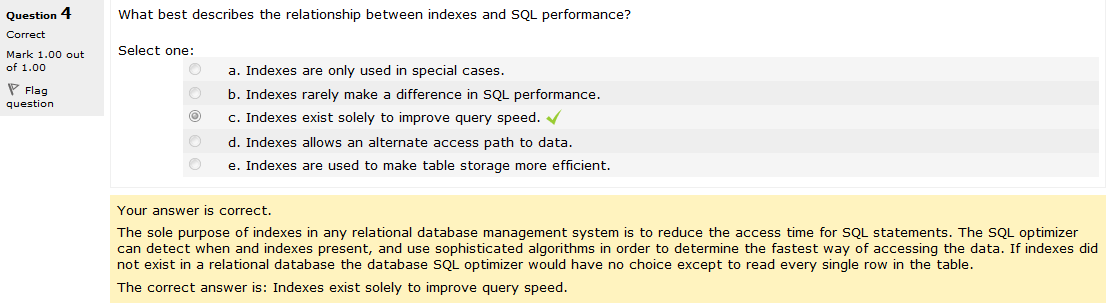 Question 4
Correct
Mark 1.00 out
of 1.00
Flag
question
What best describes the relationship between indexes and SQL performance?
Select one:
a. Indexes are only used in special cases.
b. Indexes rarely make a difference in SQL performance.
c. Indexes exist solely to improve query speed.
d. Indexes allows an alternate access path to data.
e. Indexes are used to make table storage more efficient.
Your answer is correct.
The sole purpose of indexes in any relational database management system is to reduce the access time for SQL statements. The SQL optimizer
can detect when and indexes present, and use sophisticated algorithms in order to determine the fastest way of accessing the data. If indexes did
not exist in a relational database the database SQL optimizer would have no choice except to read every single row in the table.
The correct answer is: Indexes exist solely to improve query speed.